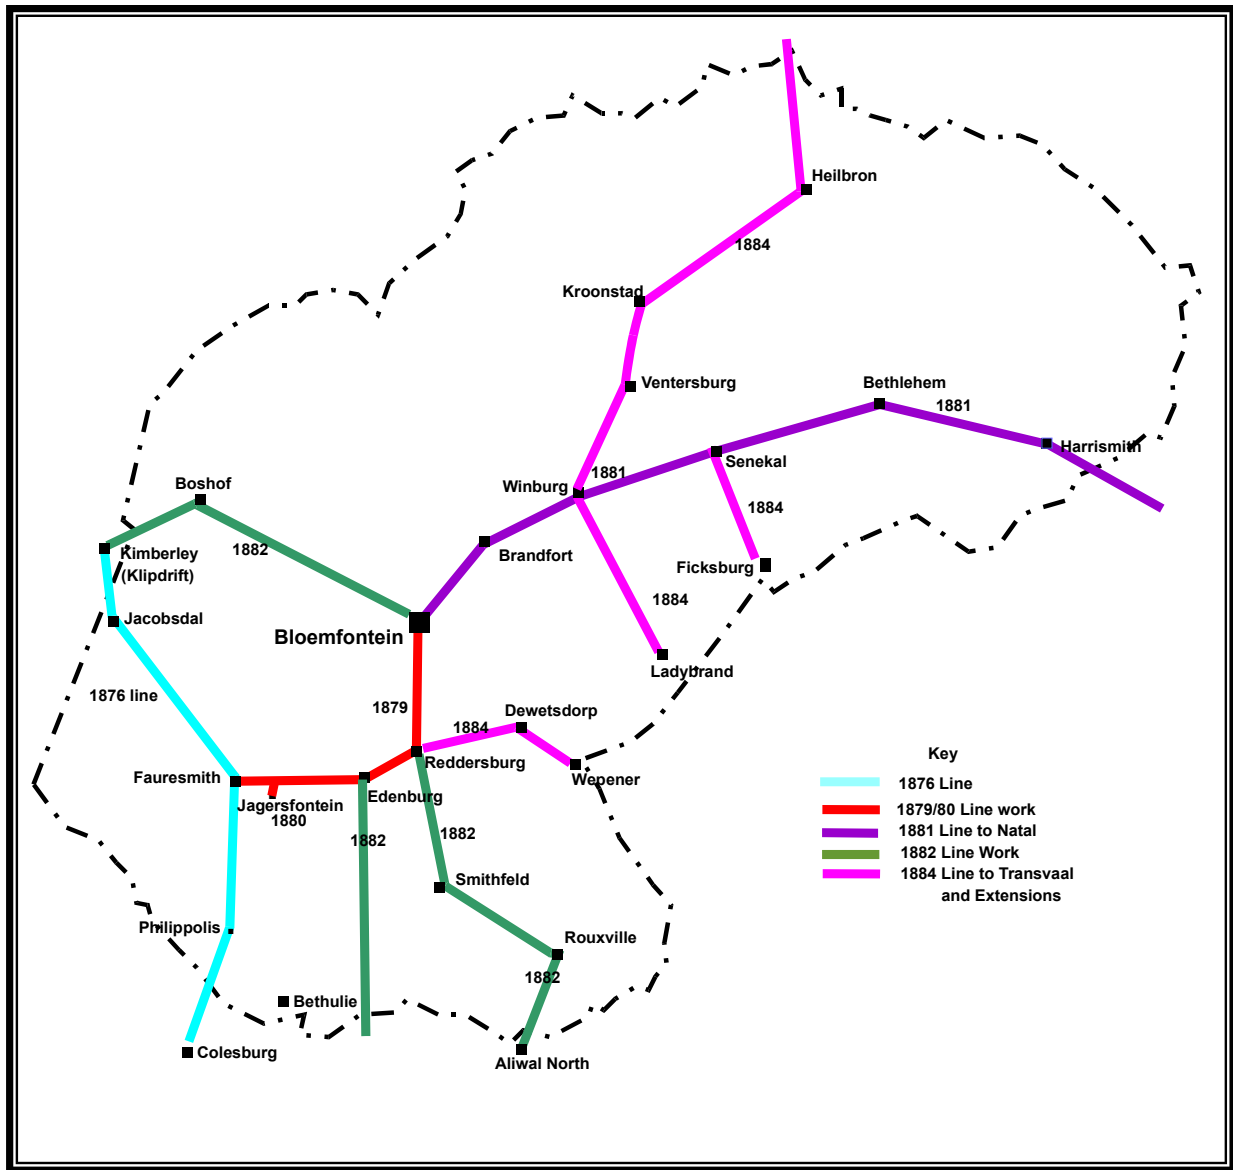 Heilbron
1884
Kroonstad
Ventersburg
Bethlehem
1881
Harrismith
Senekal
1881
Winburg
Boshof
1884
1882
Brandfort
Kimberley
(Klipdrift)
Ficksburg
1884
Jacobsdal
Bloemfontein
Ladybrand
1876 line
1879
Dewetsdorp
1884
Reddersburg
Wepener
Fauresmith
Jagersfontein
1880
Edenburg
1882
1882
Smithfeld
Philippolis
Rouxville
1882
Bethulie
Colesburg
Aliwal North
Key
1876 Line
1879/80 Line work
1881 Line to Natal
1882 Line Work
1884 Line to Transvaal
and Extensions